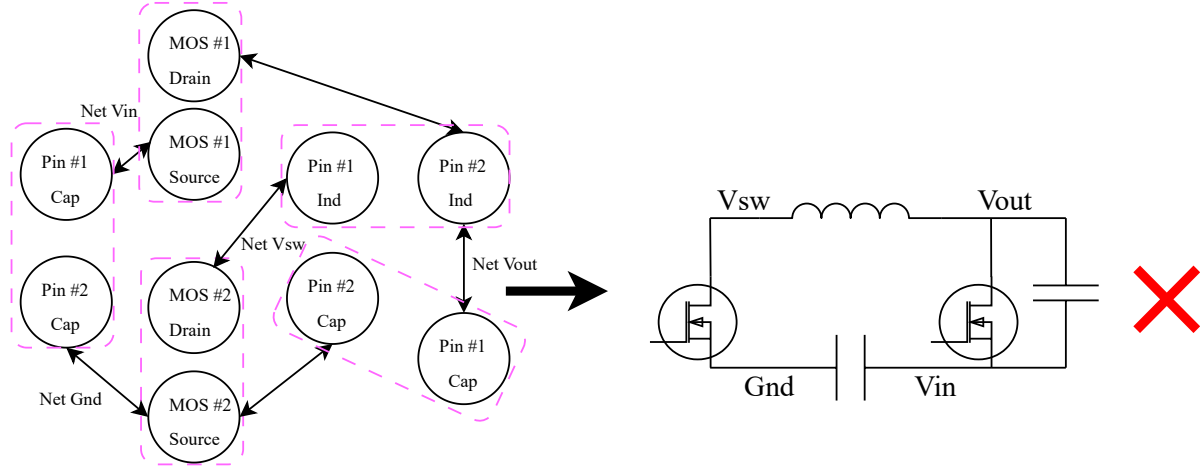 MOS #1
Drain
Net Vin
MOS #1
Source
Pin #1
Cap
Pin #1
Ind
Pin #2
Ind
Net Vsw
Net Vout
Pin #2
Cap
MOS #2
Drain
Pin #2
Cap
Pin #1
Cap
Net Gnd
MOS #2
Source
Vsw
Vout
Gnd
Vin